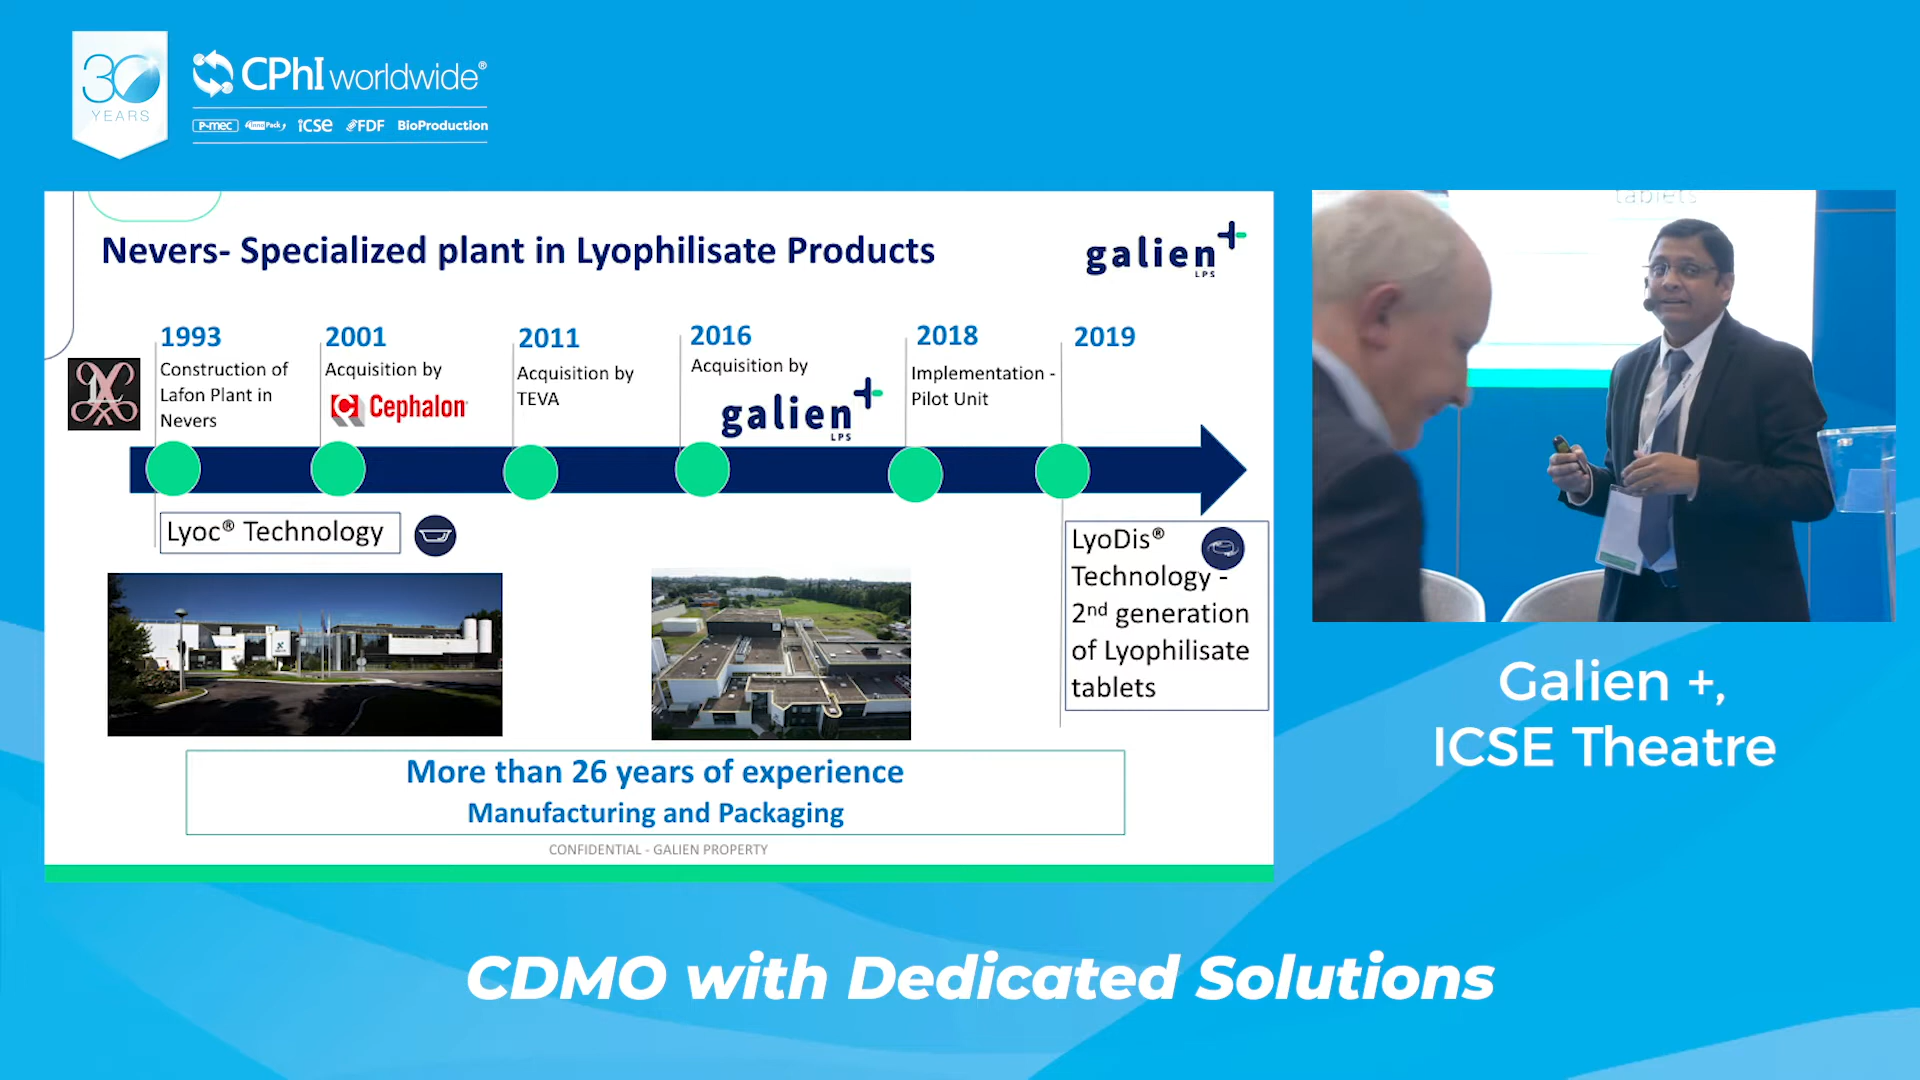 30
YEARS
CPhI worldwide®
P-mec InnoPack iCSE FDF BioProduction
Nevers- Specialized plant in Lyophilisate Products
galien+
LPS
1993
Construction of
Lafon Plant in
Nevers
2001
Acquisition by
Cephalon
2011
Acquisition by
TEVA
2016
Acquisition by
galien+
LPS
2018
Implementation -
Pilot Unit
2019
Lyoc® Technology
LyoDis®
Technology -
2nd generation
of Lyophilisate
tablets
More than 26 years of experience
Manufacturing and Packaging
CONFIDENTIAL - GALIEN PROPERTY
tablets
Galien +,
ICSE Theatre
CDMO with Dedicated Solutions